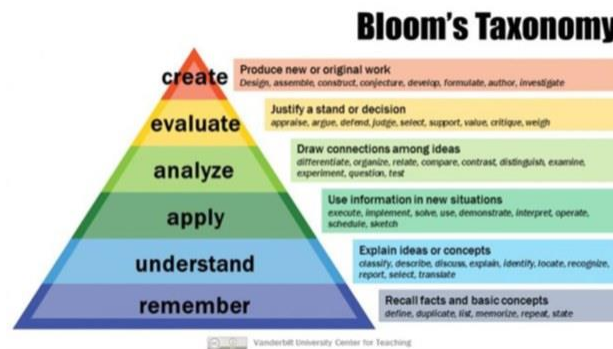 Bloom's Taxonomy
create
Produce new or original work
Design, assemble, construct, conjecture, develop, formulate, author, investigate
evaluate
Justify a stand or decision
appraise, argue, defend, judge, select, support, value, critique, weigh
analyze
Draw connections among ideas
differentiate, organize, relate, compare, contrast, distinguish, examine,
experiment, question, test
apply
Use information in new situations
execute, implement, solve, use, demonstrate, interpret, operate,
schedule, sketch
understand
Explain ideas or concepts
classify, describe, discuss, explain, identify, locate, recognize,
report, select, translate
remember
Recall facts and basic concepts
define, duplicate, list, memorize, repeat, state
Vanderbilt University Center for Teaching